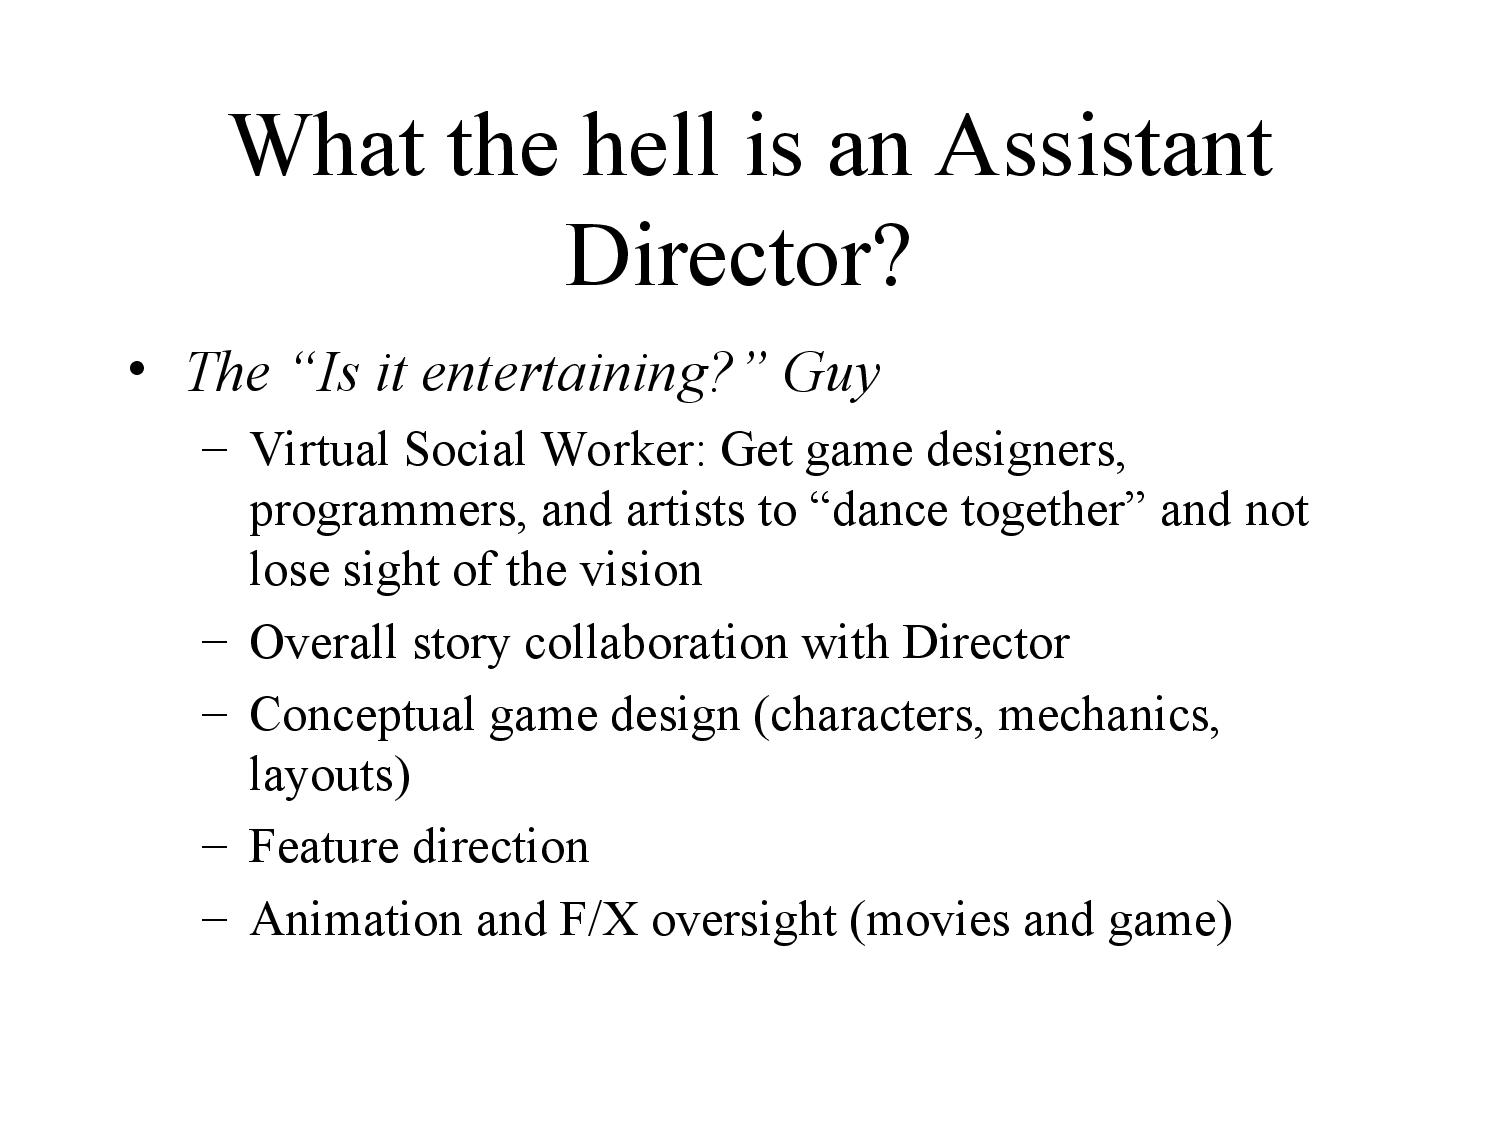 What the hell is an Assistant
Director?
• The “Is it entertaining?” Guy
– Virtual Social Worker: Get game designers,
programmers, and artists to “dance together” and not
lose sight of the vision
– Overall story collaboration with Director
– Conceptual game design (characters, mechanics,
layouts)
– Feature direction
– Animation and F/X oversight (movies and game)